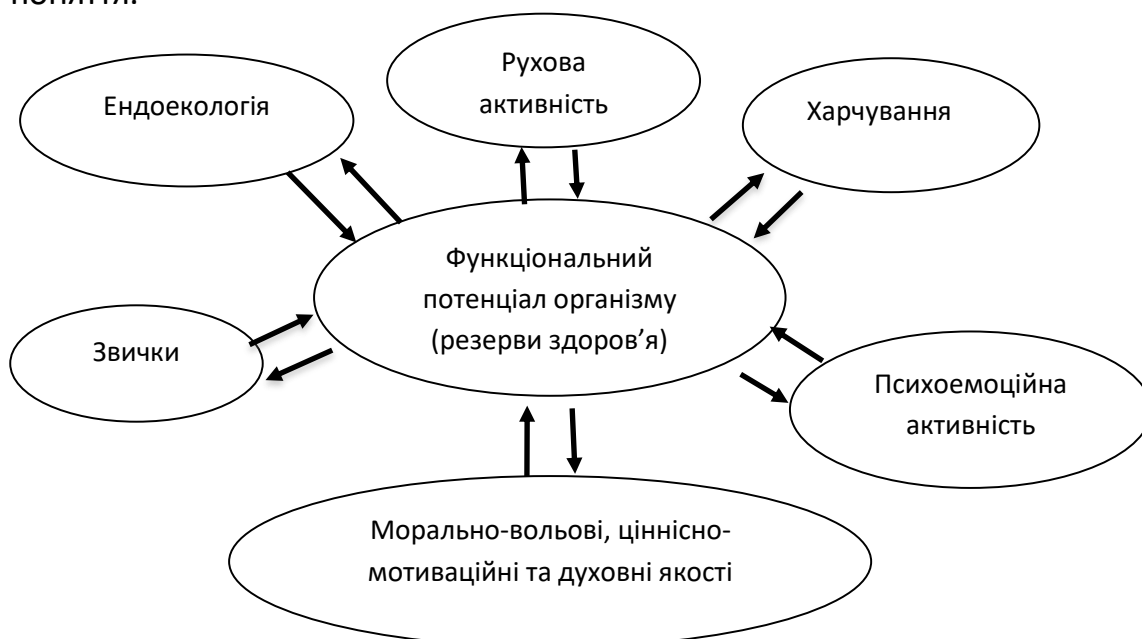 поняття.
Рухова
активність
Ендоекологія
Харчування
Функціональний
потенціал організму
(резерви здоров’я)
Звички
Психоемоційна
активність
Морально-вольові, ціннісно-
мотиваційні та духовні якості